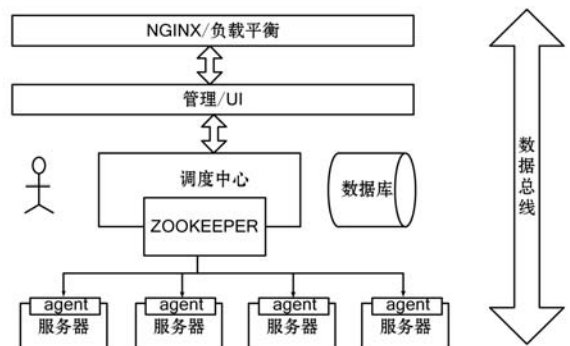 NGINX/负载平衡
管理/UI
调度中心
数据库
ZOOKEEPER
agent
服务器
agent
服务器
agent
服务器
agent
服务器
数据总线